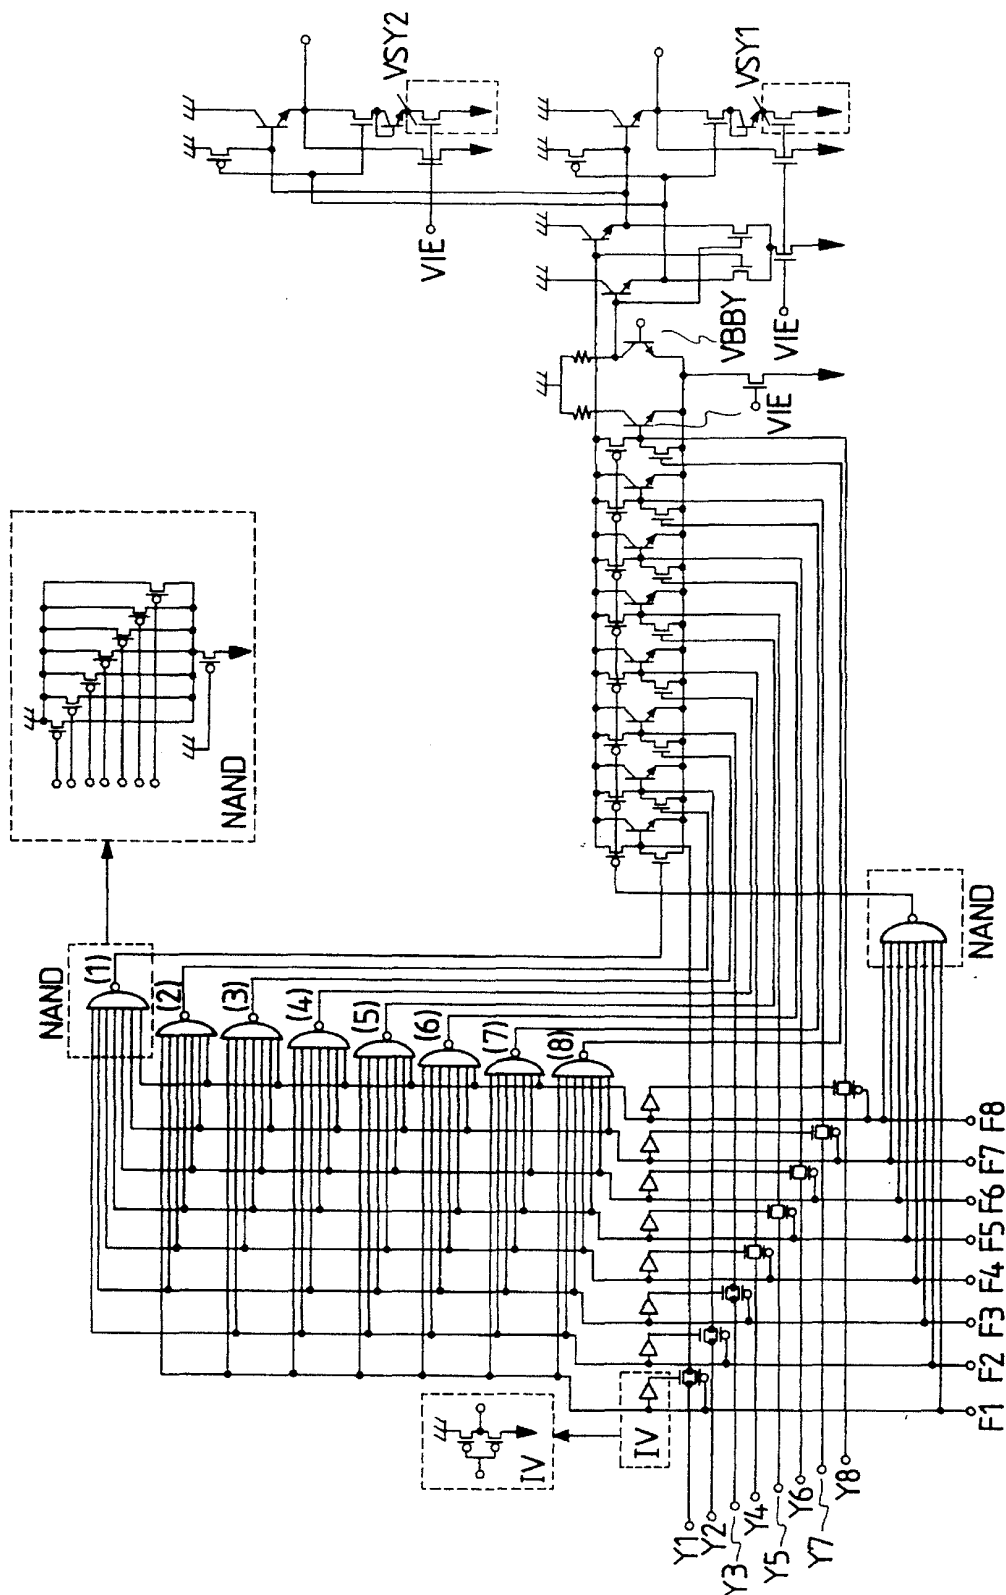 VSY2
VIE
VSY1
VBBY
VIE
VIE
NAND
NAND
(1)
(2)
(3)
(4)
(5)
(6)
(7)
(8)
NAND
IV
IV
F1
F2
F3
F4
F5
F6
F7
F8
Y1
Y2
Y3
Y4
Y5
Y6
Y7
Y8